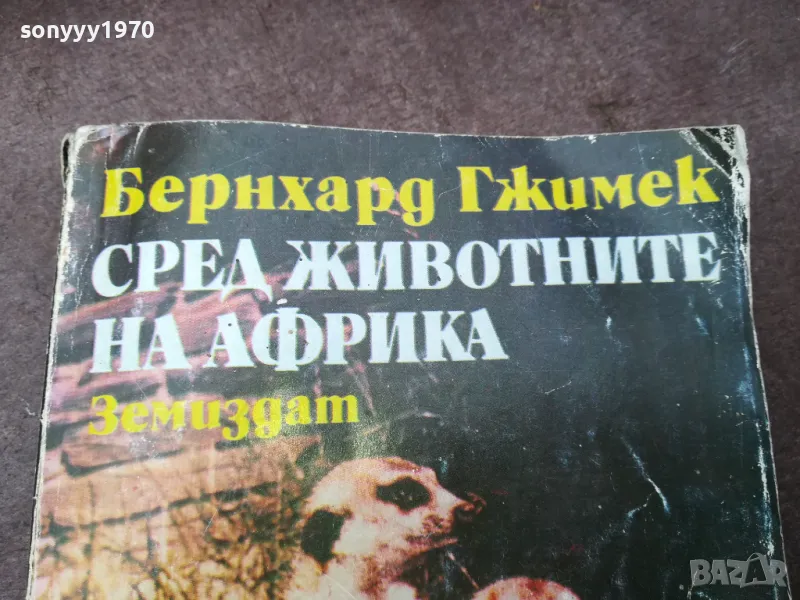 sonyyy1970
Бернхард Гжимек
СРЕД ЖИВОТНИТЕ
НА АФРИКА
Земиздат
BAZAR